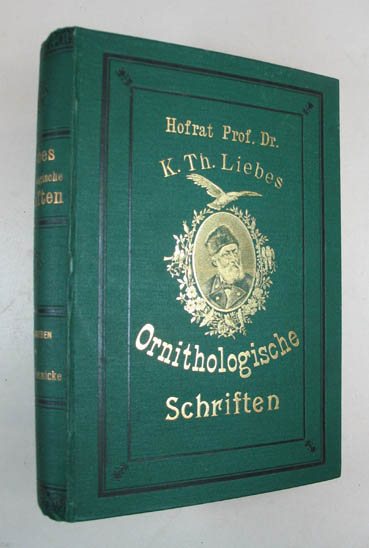 Hofrat Prof. Dr.
K. Th. Liebes
Ornithologische
Schriften